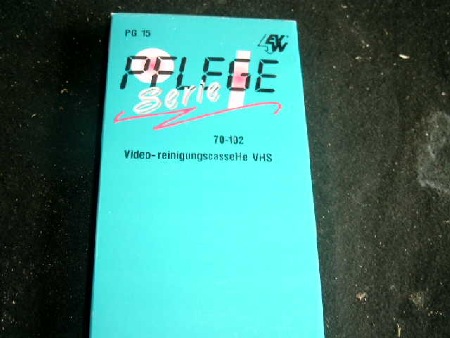 PG 15
PFLEGE
Serie
70-102
Video-reinigungscassette VHS